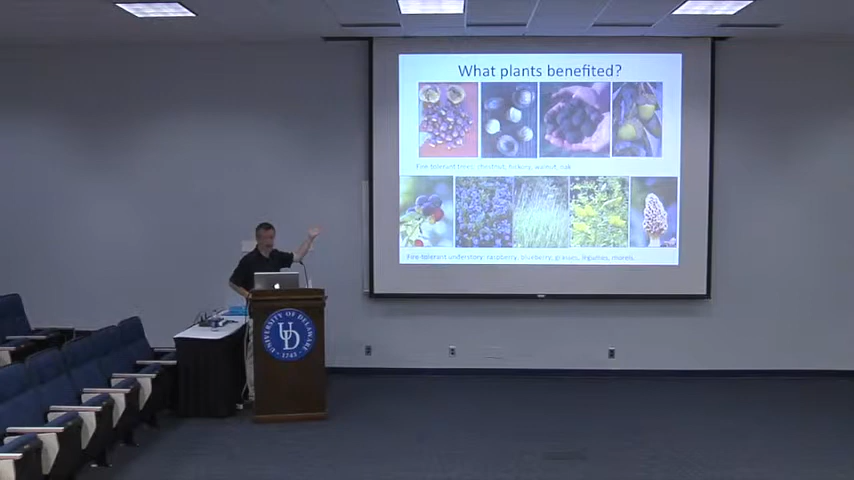 What plants benefited?
Fire tolerant trees, chestnut, hickory, walnut, oak
Fire tolerant understory: raspberry, blueberry, grasses, legumes, morels.
UNIVERSITY OF DELAWARE
UD
1743